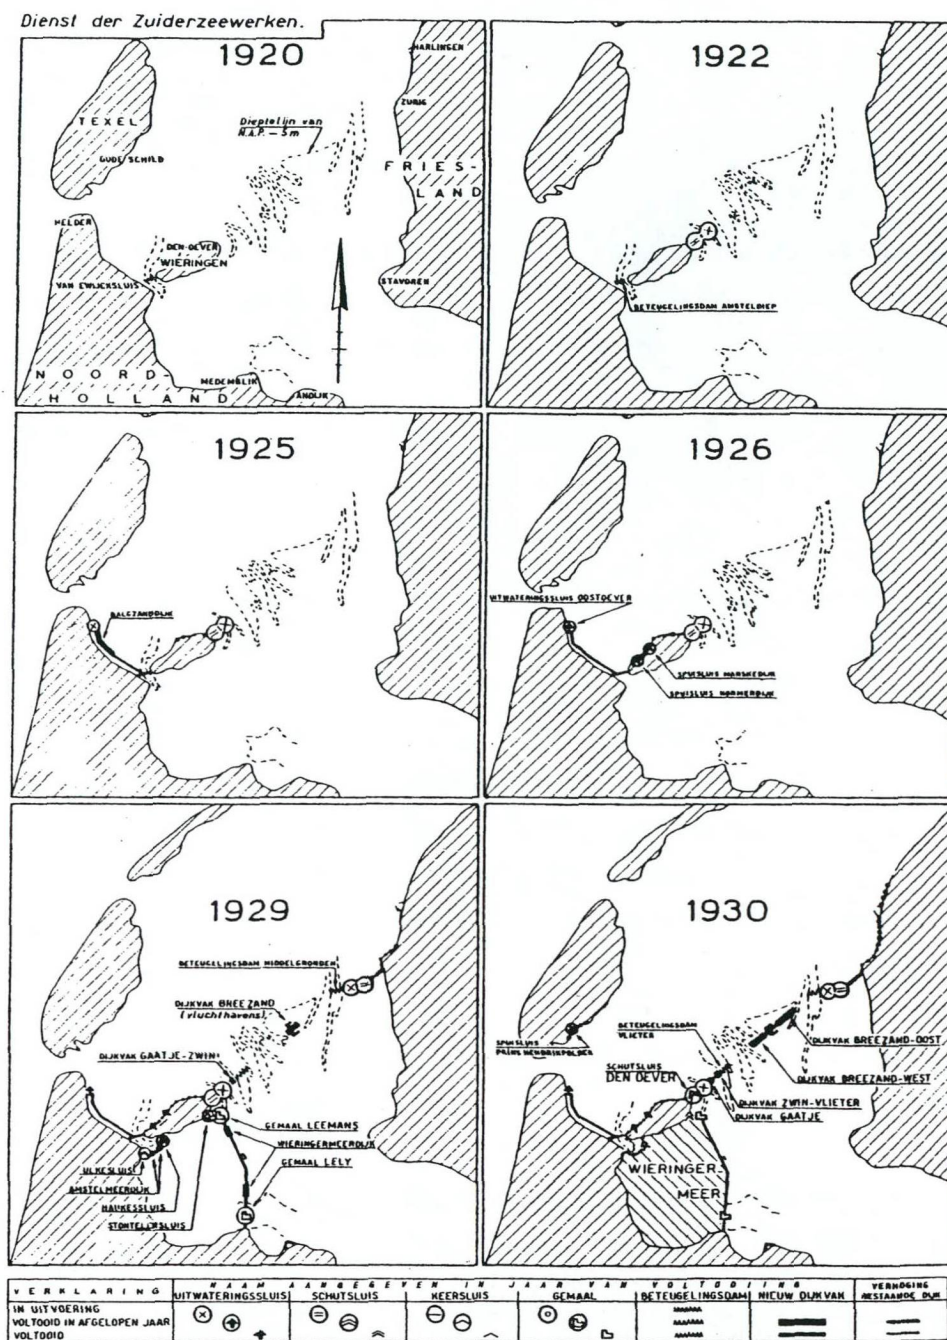 Dienst der Zuiderzeewerken.
1920
HARLINGEN
ZURIG
TEXEL
OUDE SCHILD
Dieptelijn van
N.A.P. - 5m
FRIES-
LAND
HELDER
DEN-OEVER
WIERINGEN
VAN EWIJCKSLUIS
STAVOREN
NOORD-
HOLLAND
MEDEMBLIK
ANDIJK
1922
BETEUGELINGSDAM AMSTELDIEP
1925
BALGZANDDIJK
1926
UITWATERINGSSLUIS OOSTOEVER
SPUISLUIS MARSKEDIJK
SPUISLUIS NORMERDIJK
1929
BETEUGELINGSDAM MIDDELGRONDEN
DIJKVAK BREEZAND
(vluchthavens)
DIJKVAK GAATJE-ZWIN
GEMAAL LEEMANS
WIERINGERMEERDIJK
GEMAAL LELY
ULKESLUIS
AMSTELMEERDIJK
HAUKESSLUIS
STONTELERSLUIS
1930
SPUISLUIS
PRINS HENDRIKPOLDER
BETEUGELINGSDAM
VLIETER
DIJKVAK BREEZAND-OOST
SCHUTSLUIS
DEN OEVER
DIJKVAK BREEZAND-WEST
DIJKVAK ZWIN-VLIETER
DIJKVAK GAATJE
WIERINGER-
MEER
VERKLARING
NAAM AANGEGEVEN IN JAAR VAN VOLTOOIING
UITWATERINGSSLUIS SCHUTSLUIS KEERSLUIS GEMAAL BETEUGELINGSDAM NIEUW DIJKVAK VERHOGING BESTAANDE DIJK
IN UITVOERING
VOLTOOID IN AFGELOPEN JAAR
VOLTOOID